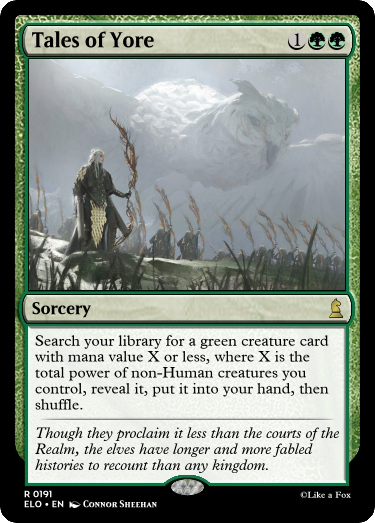 Tales of Yore 1
Sorcery
Search your library for a green creature card
with mana value X or less, where X is the
total power of non-Human creatures you
control, reveal it, put it into your hand, then
shuffle.
Though they proclaim it less than the courts of the
Realm, the elves have longer and more fabled
histories to recount than any kingdom.
R 0191
ELO • EN Connor Sheehan
©Like a Fox